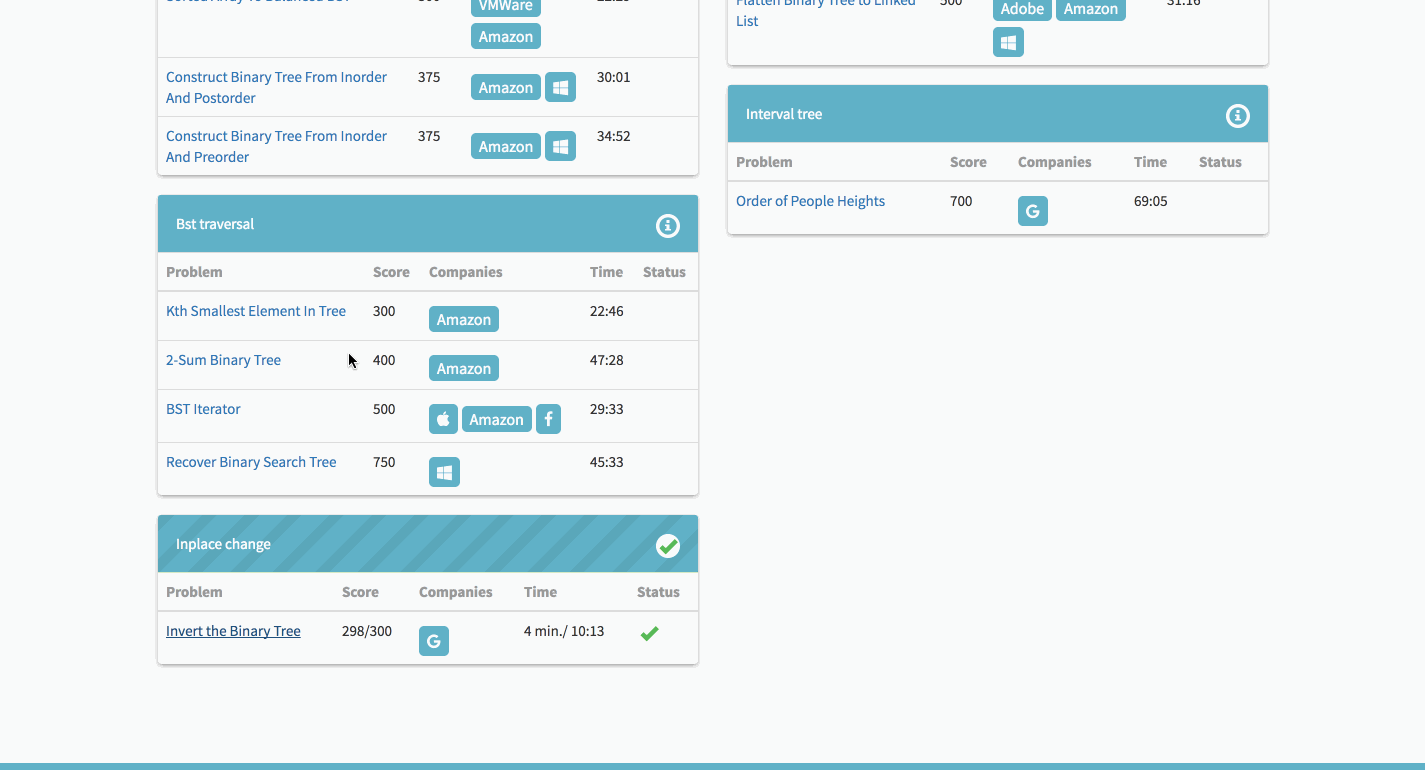 VMWare
Amazon
Construct Binary Tree From Inorder And Postorder 375 Amazon 30:01
Construct Binary Tree From Inorder And Preorder 375 Amazon 34:52
Bst traversal
Problem Score Companies Time Status
Kth Smallest Element In Tree 300 Amazon 22:46
2-Sum Binary Tree 400 Amazon 47:28
BST Iterator 500 Amazon f 29:33
Recover Binary Search Tree 750 45:33
Inplace change
Problem Score Companies Time Status
Invert the Binary Tree 298/300 G 4 min./ 10:13
Flatten Binary Tree to Linked List 500 Adobe Amazon 31:16
Interval tree
Problem Score Companies Time Status
Order of People Heights 700 G 69:05